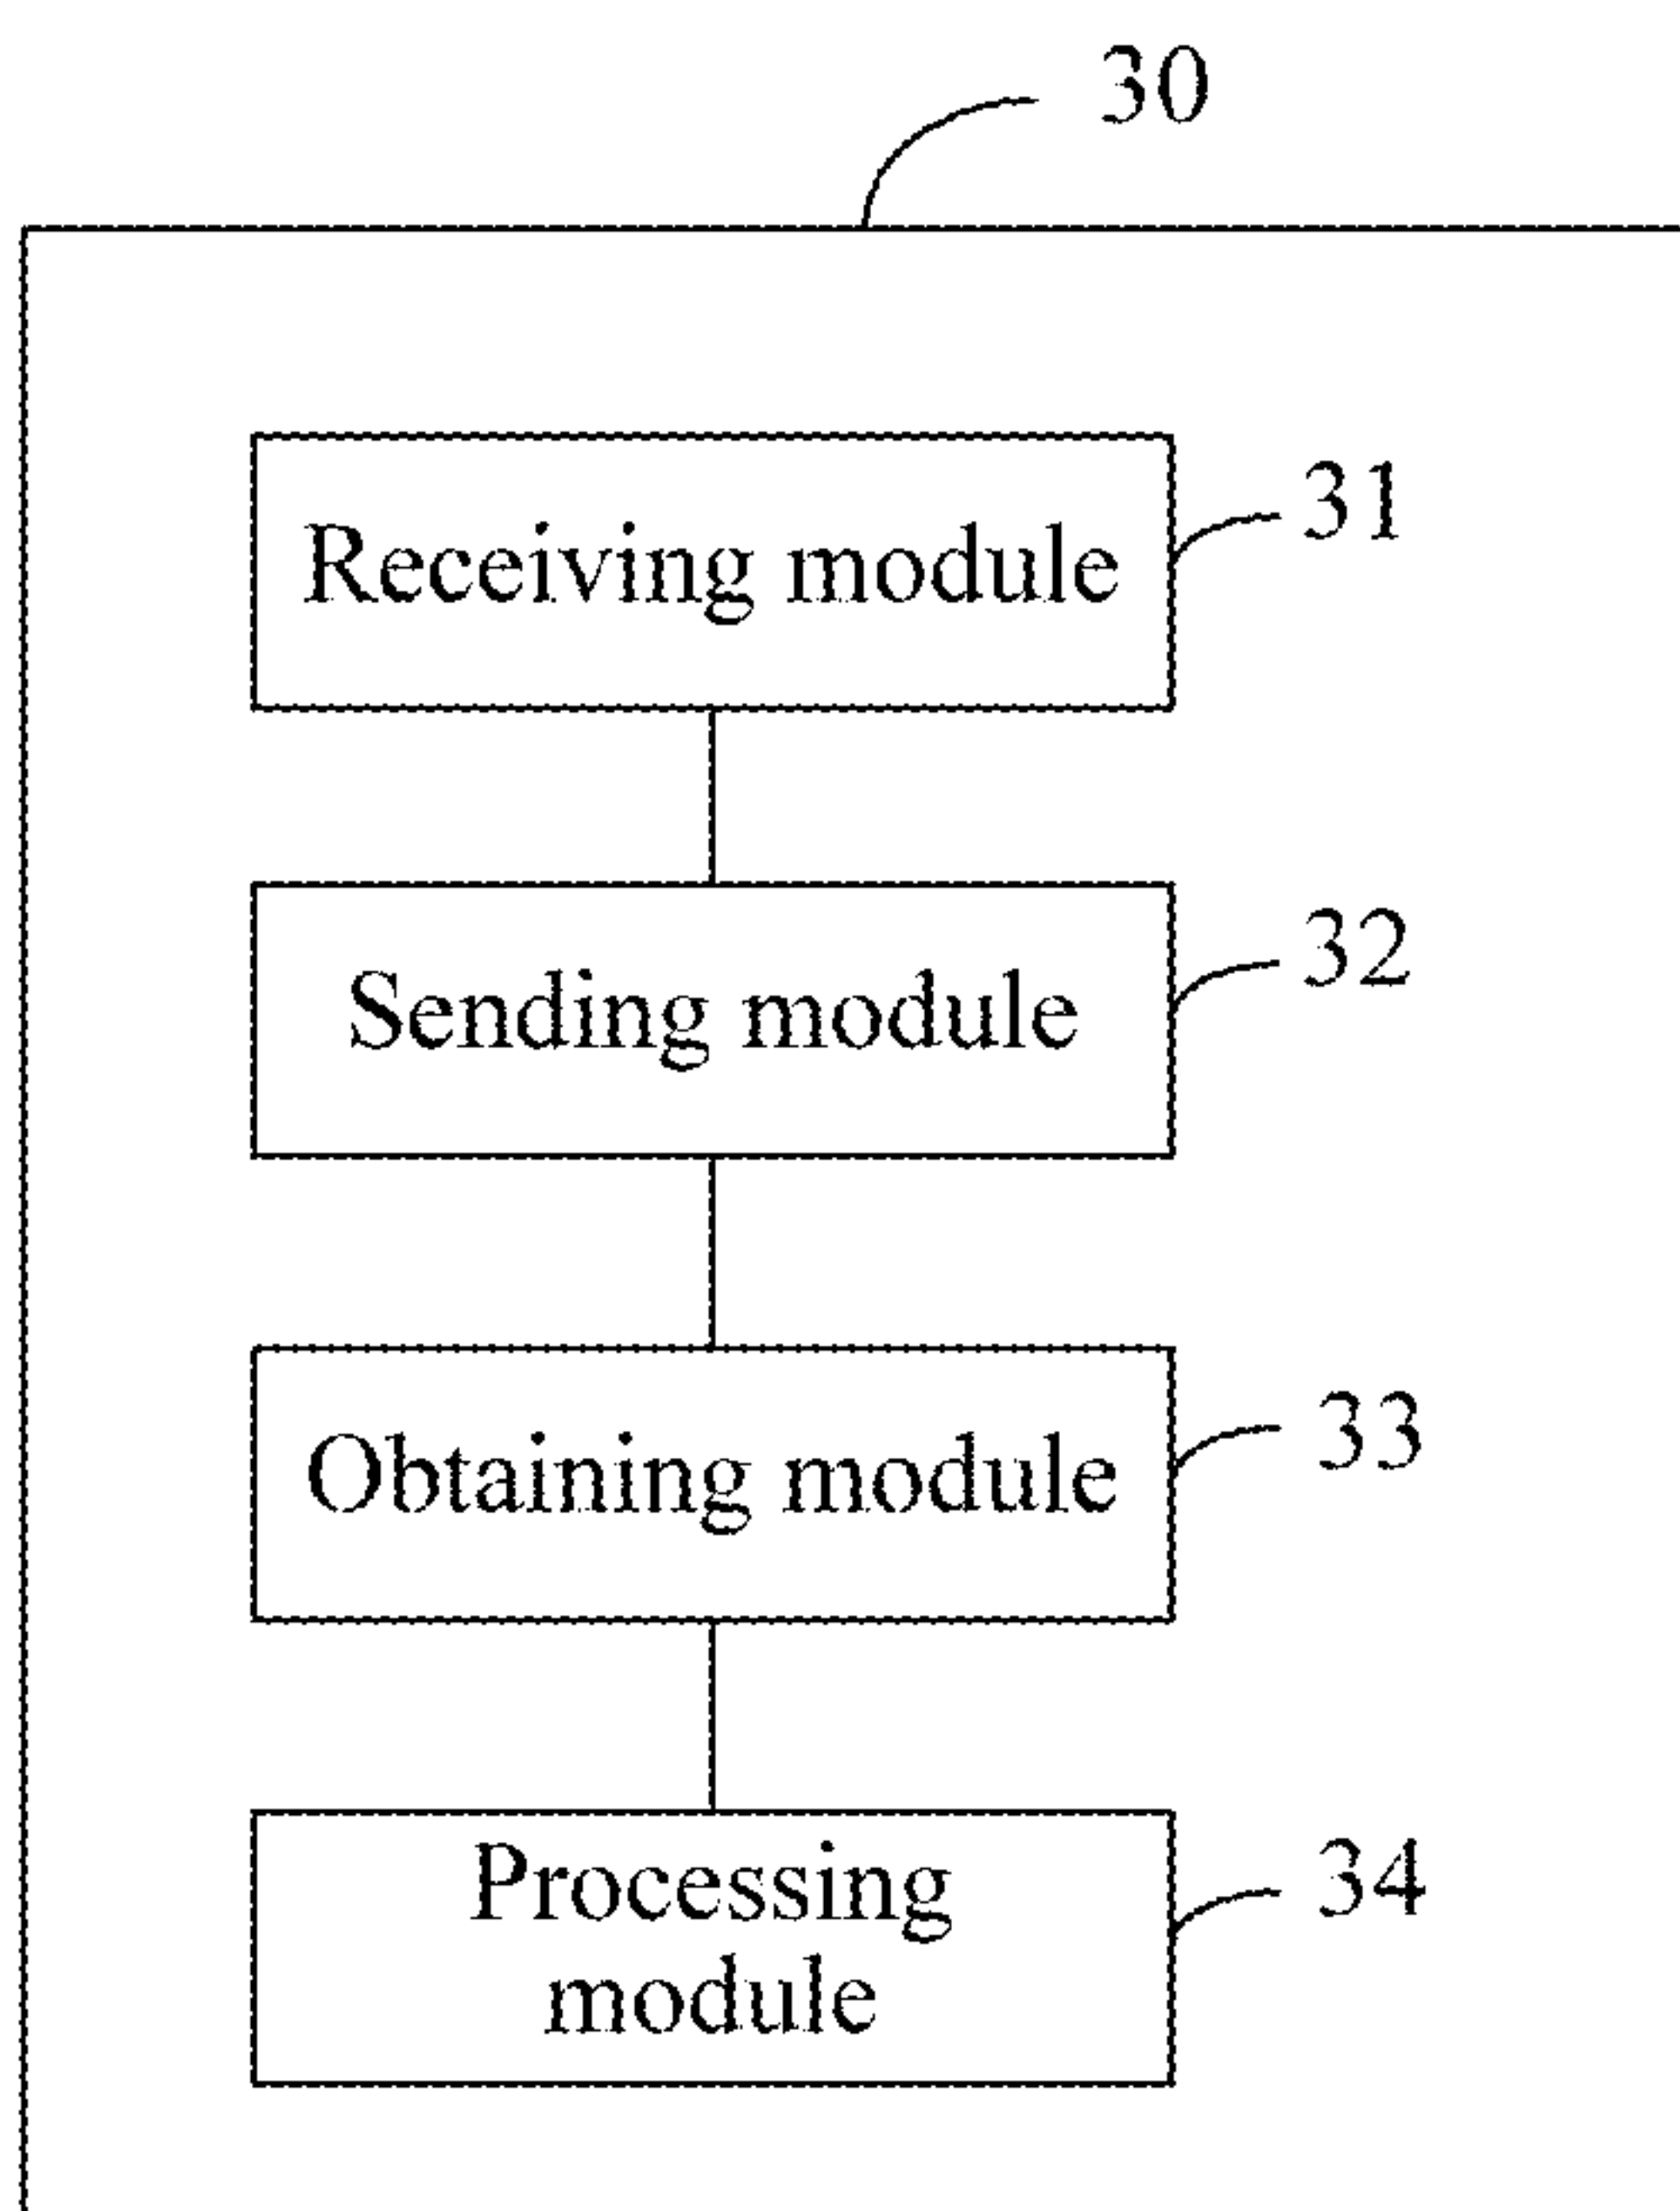 30
Receiving module
31
Sending module
32
Obtaining module
33
Processing
module
34